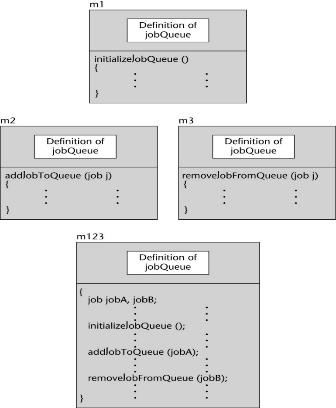 m1
Definition of
jobQueue
initializeJobQueue ()
{
}
m2
Definition of
jobQueue
addJobToQueue (job j)
{
}
m3
Definition of
jobQueue
removeJobFromQueue (job j)
{
}
m123
Definition of
jobQueue
{
job jobA, jobB;
initializeJobQueue ();
addJobToQueue (jobA);
removeJobFromQueue (jobB);
}